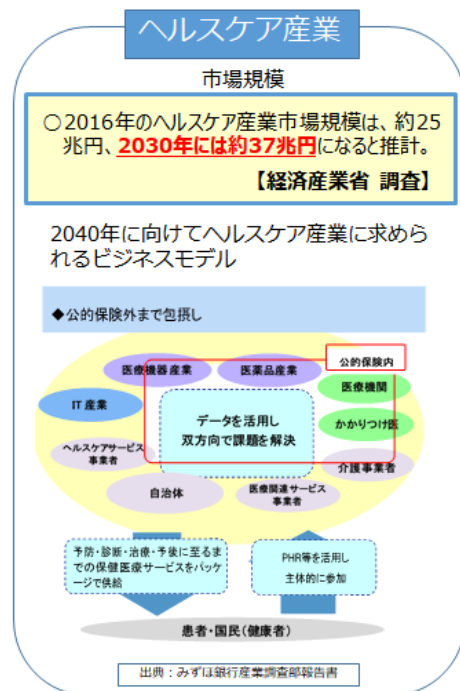 ヘルスケア産業
市場規模
○2016年のヘルスケア産業市場規模は、約25
兆円、2030年には約37兆円になると推計。
【経済産業省 調査】
2040年に向けてヘルスケア産業に求めら
れるビジネスモデル
◆公的保険外まで包摂し
公的保険内
医療機器産業
医薬品産業
医療機関
IT産業
データを活用し
双方向で課題を解決
かかりつけ医
ヘルスケアサービス
事業者
介護事業者
自治体
医療関連サービス
事業者
予防・診断・治療・予後に至るま
での保健医療サービスをパッケ
ージで供給
PHR等を活用し
主体的に参加
患者・国民(健康者)
出典：みずほ銀行産業調査部報告書